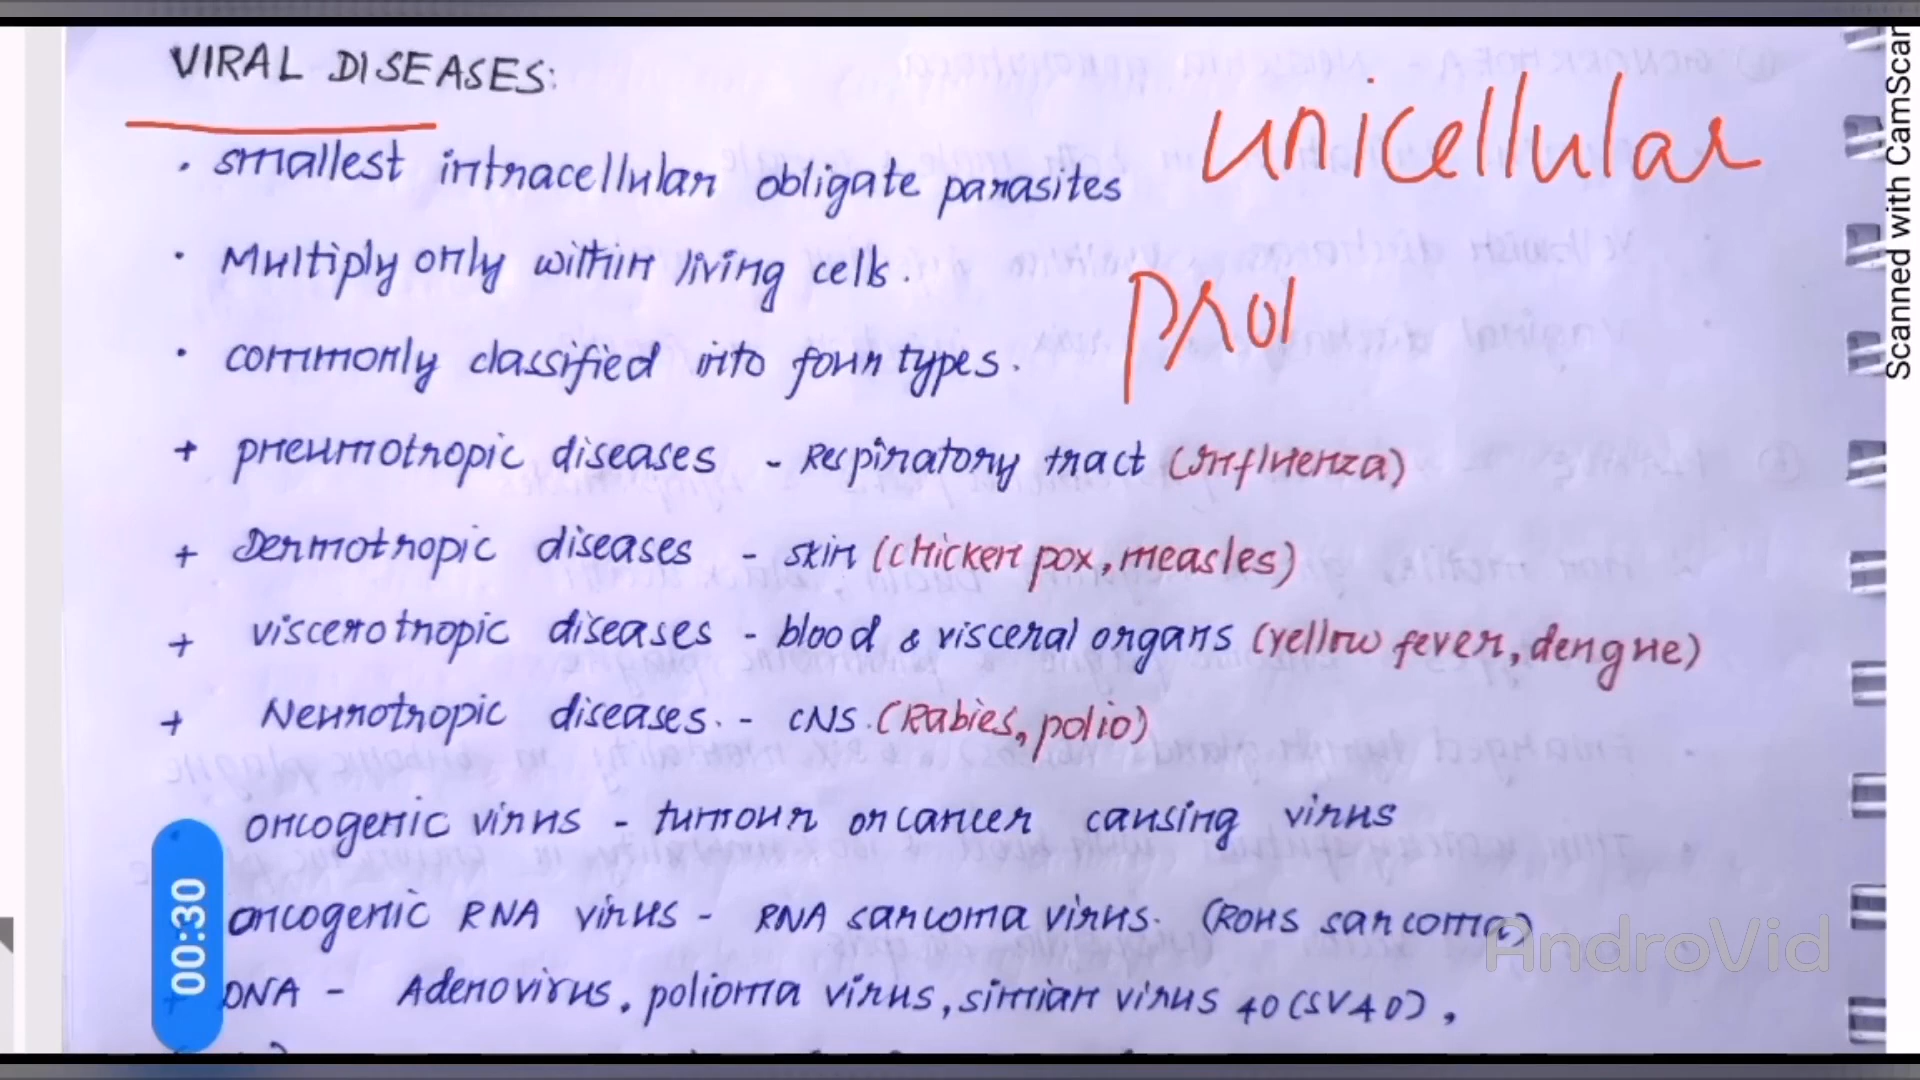 VIRAL DISEASES:
unicellular
. smallest intracellular obligate parasites
. Multiply only within living cells.
pro
. commonly classified into four types.
+ pneumotropic diseases - Respiratory tract (Influenza)
+ Dermotropic diseases - skin (chicken pox, measles)
+ viscerotropic diseases - blood & visceral organs (yellow fever, dengue)
+ Neurotropic diseases. - CNS. (Rabies, polio)
oncogenic virus - tumour or cancer causing virus
oncogenic RNA virus - RNA sarcoma virus. (Rous sarcoma)
+ DNA - Adenovirus, polioma virus, simian virus 40 (SV40).
00:30
AndroVid
Scanned with CamScan